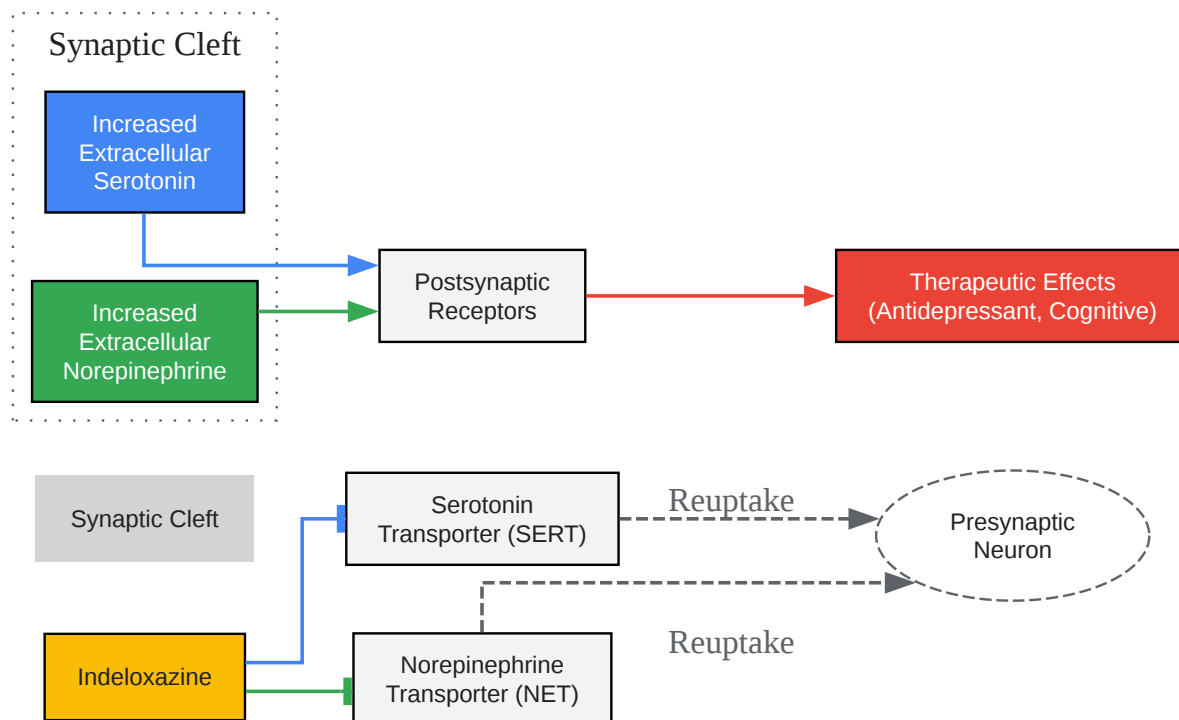 Synaptic Cleft
Increased
Extracellular
Serotonin
Increased
Extracellular
Norepinephrine
Postsynaptic
Receptors
Therapeutic Effects
(Antidepressant, Cognitive)
Synaptic Cleft
Serotonin
Transporter (SERT)
Reuptake
Presynaptic
Neuron
Indeloxazine
Norepinephrine
Transporter (NET)
Reuptake